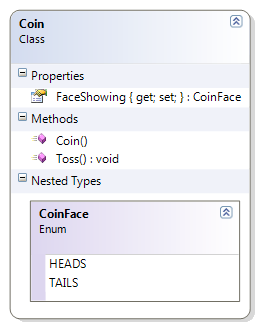 Coin
Class
Properties
FaceShowing { get; set; } : CoinFace
Methods
Coin()
Toss() : void
Nested Types
CoinFace
Enum
HEADS
TAILS